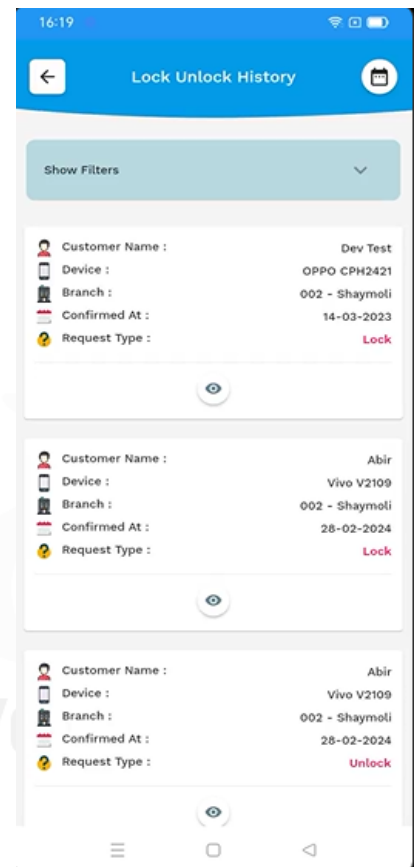 16:19
Lock Unlock History
Show Filters
Customer Name : Dev Test
Device : OPPO CPH2421
Branch : 002 - Shaymoli
Confirmed At : 14-03-2023
Request Type : Lock
Customer Name : Abir
Device : Vivo V2109
Branch : 002 - Shaymoli
Confirmed At : 28-02-2024
Request Type : Lock
Customer Name : Abir
Device : Vivo V2109
Branch : 002 - Shaymoli
Confirmed At : 28-02-2024
Request Type : Unlock